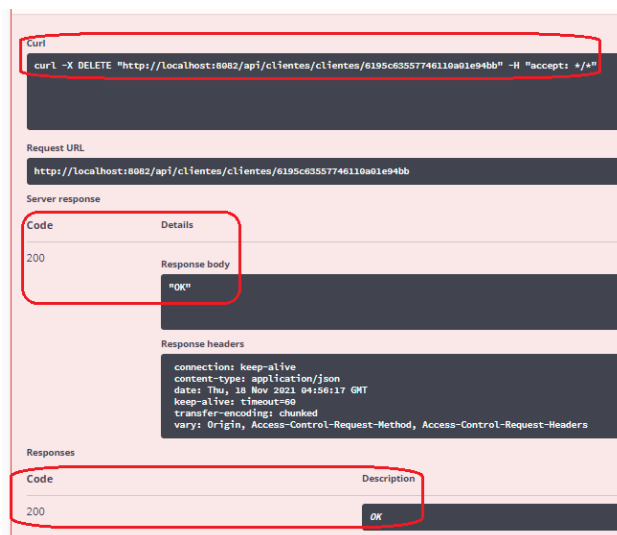 Curl
curl -X DELETE "http://localhost:8082/api/clientes/clientes/6195c63557746110a01e94bb" -H "accept: */*"
Request URL
http://localhost:8082/api/clientes/clientes/6195c63557746110a01e94bb
Server response
Code Details
200
Response body
"OK"
Response headers
connection: keep-alive
content-type: application/json
date: Thu, 18 Nov 2021 04:56:17 GMT
keep-alive: timeout=60
transfer-encoding: chunked
vary: Origin, Access-Control-Request-Method, Access-Control-Request-Headers
Responses
Code Description
200
OK